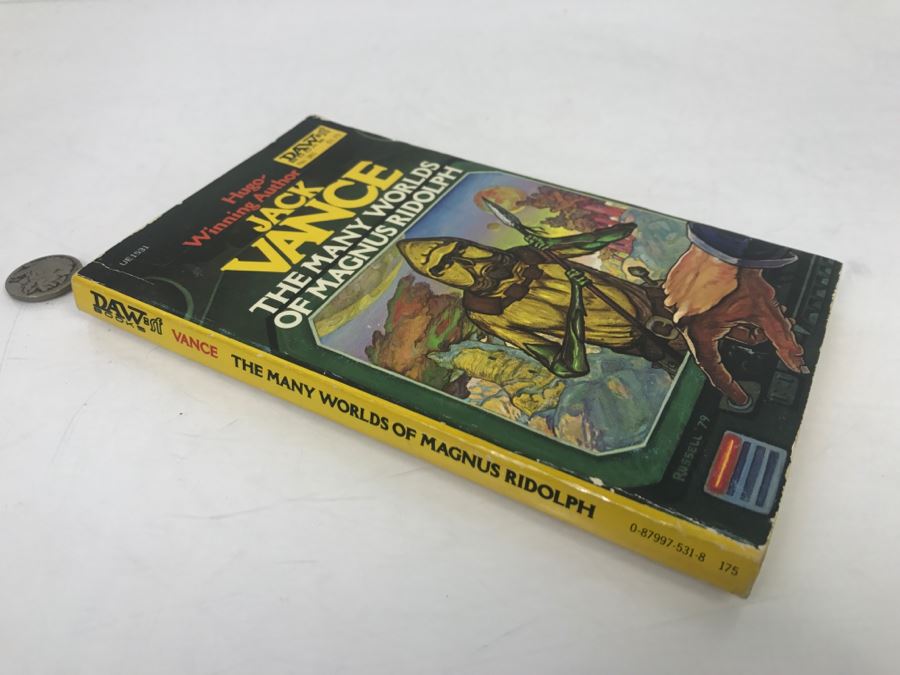 DAW sf
Hugo-
Winning Author
JACK
VANCE
THE MANY WORLDS
OF MAGNUS RIDOLPH
UE1531
RUSSELL '79
DAW sf
BOOKS
VANCE THE MANY WORLDS OF MAGNUS RIDOLPH 0-87997-531-8 175